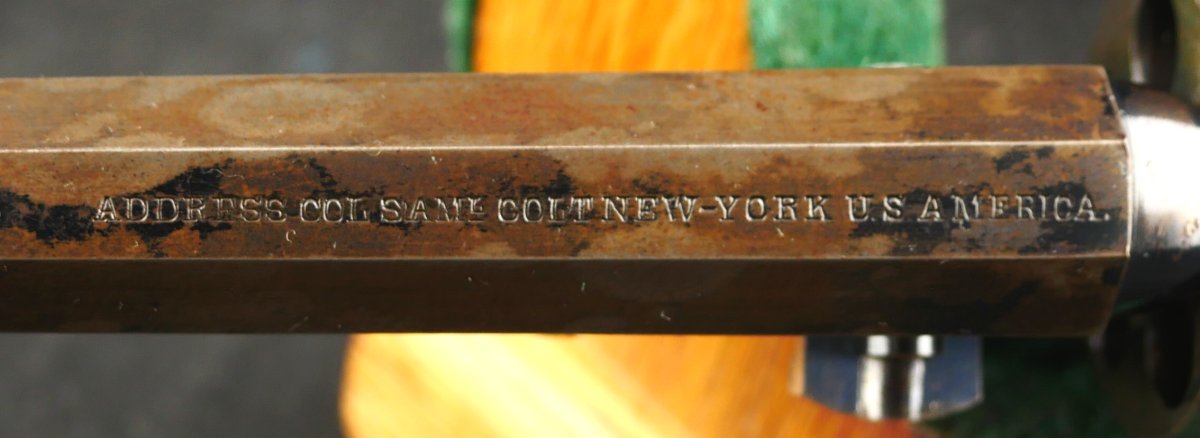 ADDRESS COL SAML COLT NEW-YORK U.S AMERICA.